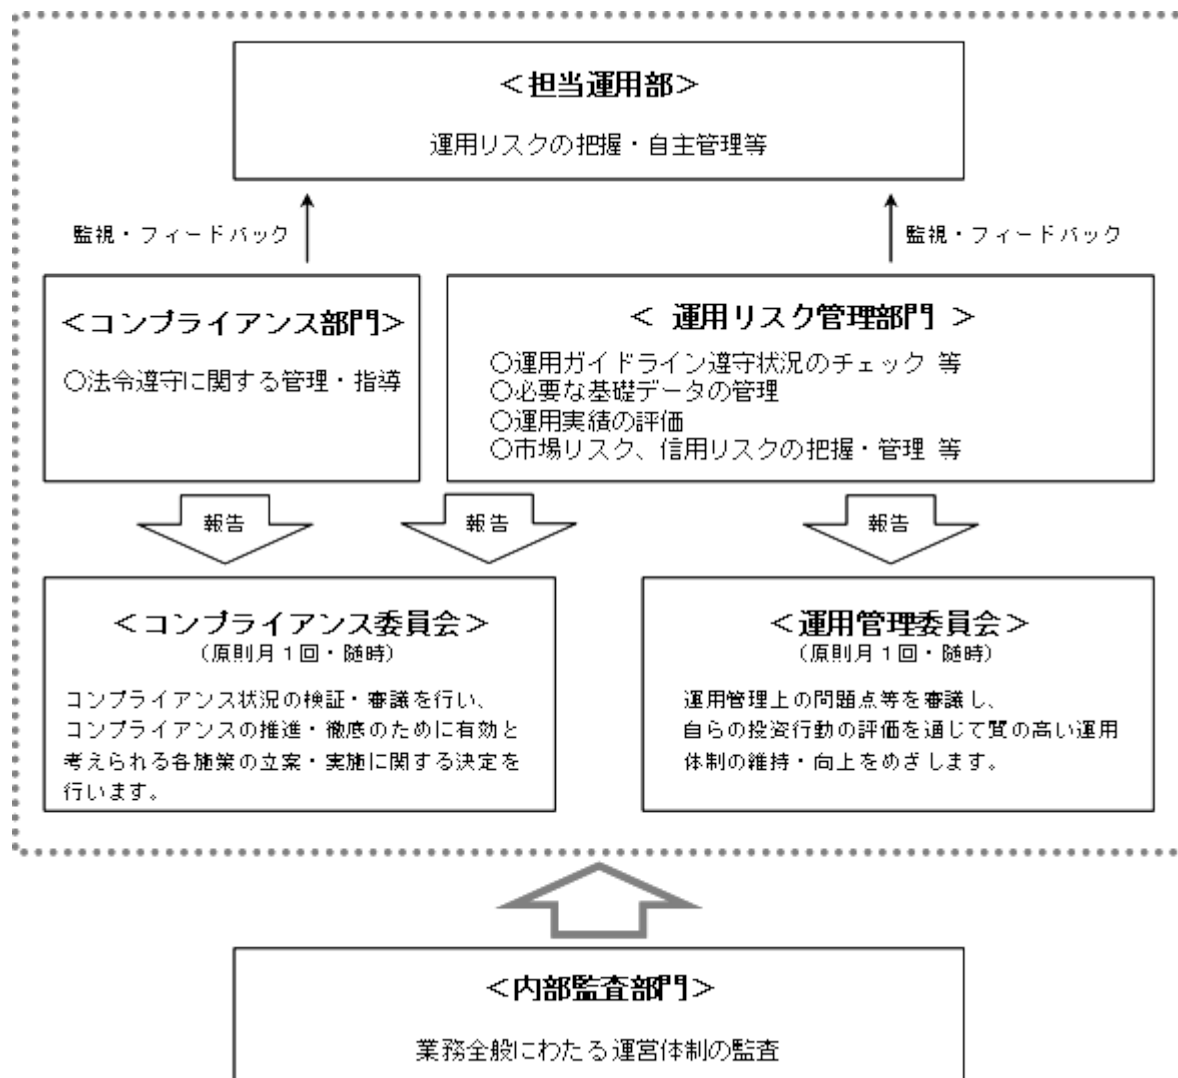 ＜担当運用部＞
運用リスクの把握・自主管理等
監視・フィードバック
監視・フィードバック
＜コンプライアンス部門＞
○法令遵守に関する管理・指導
＜ 運用リスク管理部門 ＞
○運用ガイドライン遵守状況のチェック 等
○必要な基礎データの管理
○運用実績の評価
○市場リスク、信用リスクの把握・管理 等
報告
報告
報告
＜コンプライアンス委員会＞
（原則月１回・随時）
コンプライアンス状況の検証・審議を行い、
コンプライアンスの推進・徹底のために有効と
考えられる各施策の立案・実施に関する決定を
行います。
＜運用管理委員会＞
（原則月１回・随時）
運用管理上の問題点等を審議し、
自らの投資行動の評価を通じて質の高い運用
体制の維持・向上をめざします。
＜内部監査部門＞
業務全般にわたる運営体制の監査